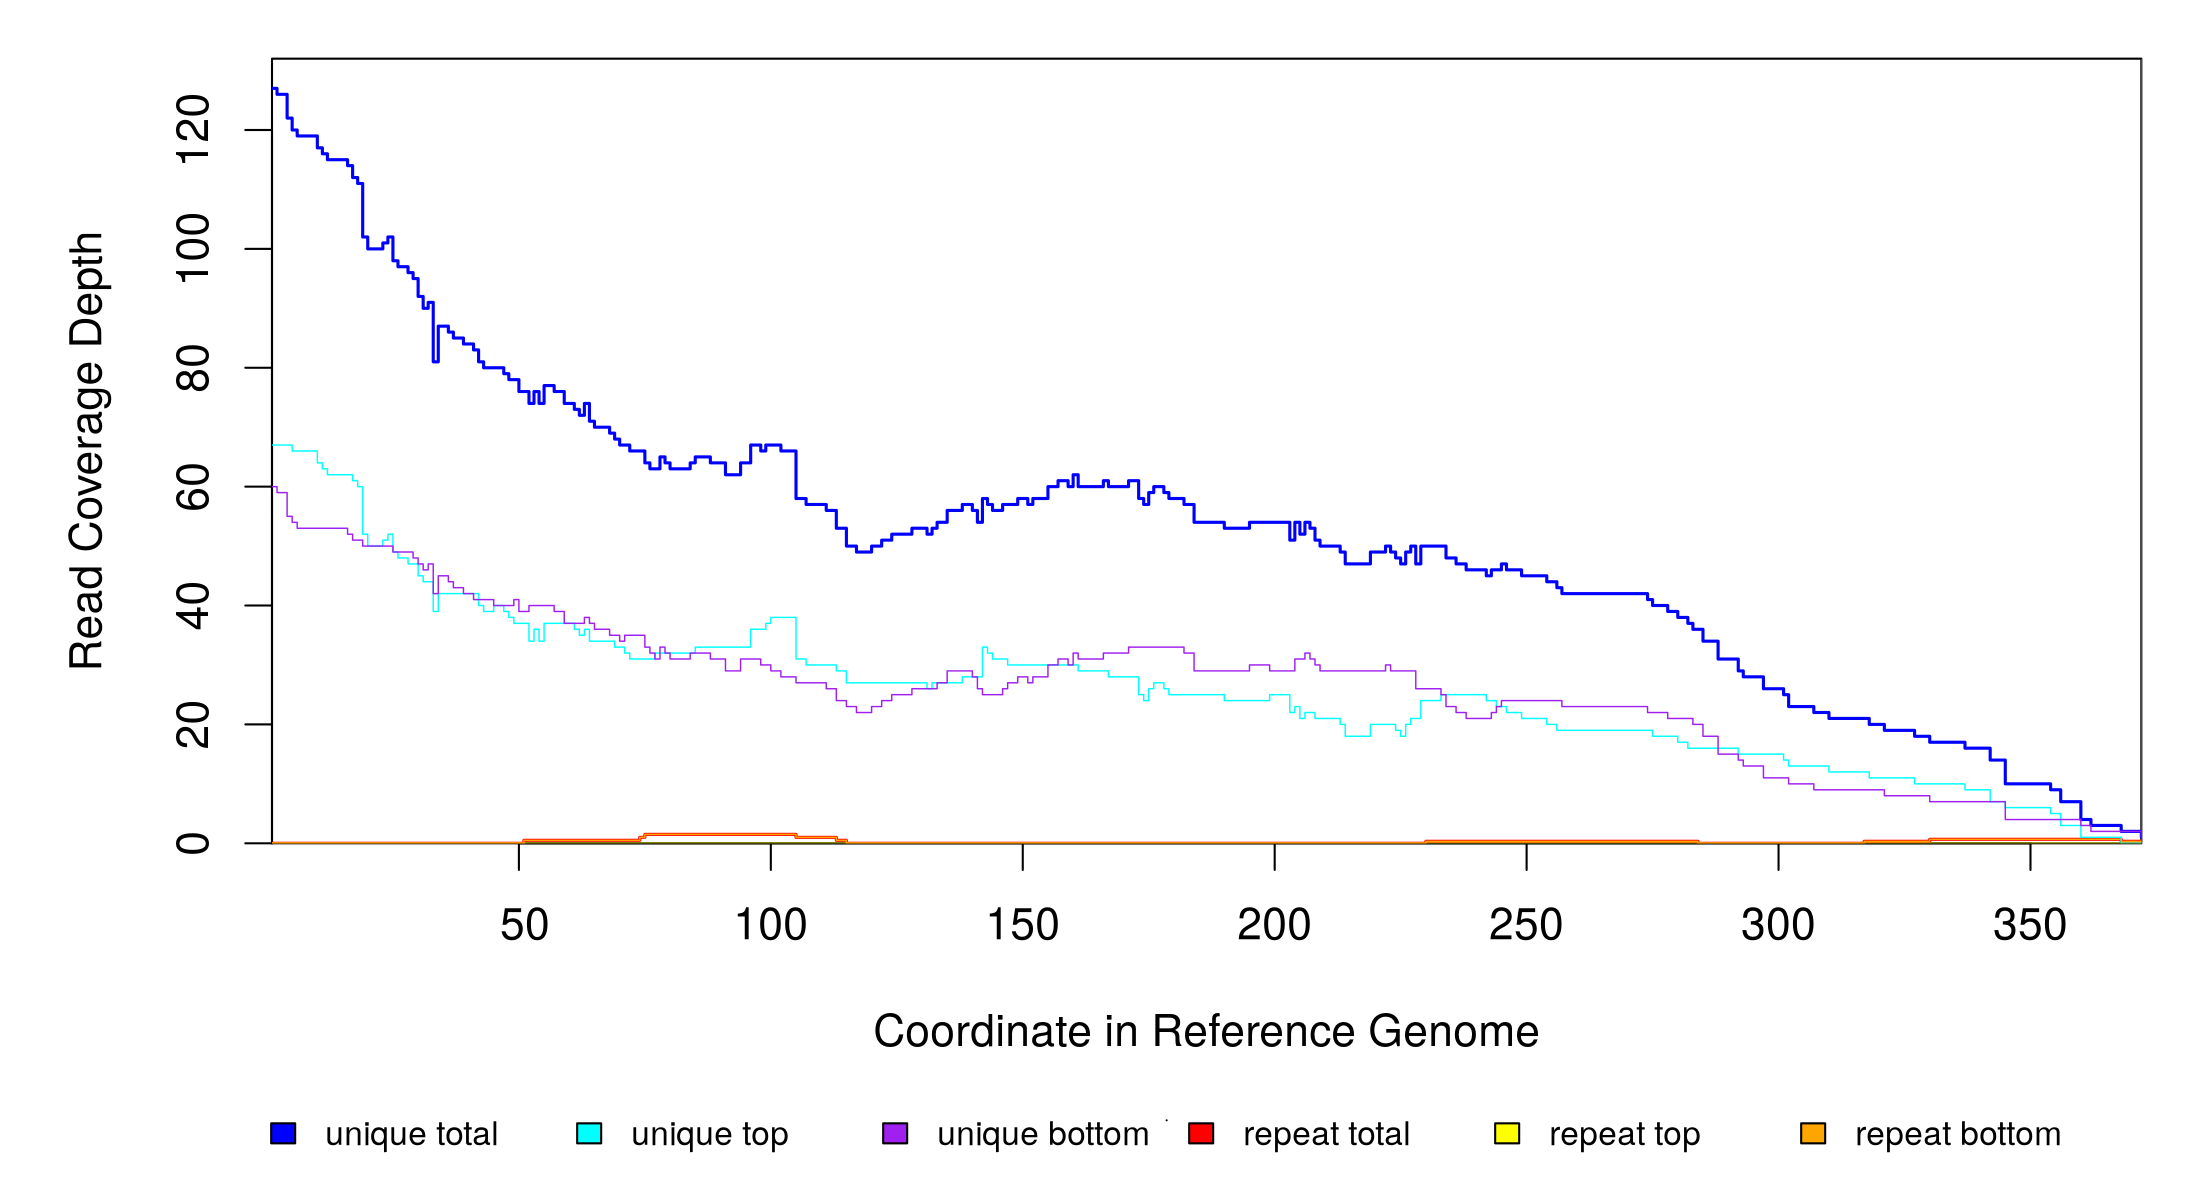 Read Coverage Depth
120
100
80
60
40
20
0
50 100 150 200 250 300 350
Coordinate in Reference Genome
unique total unique top unique bottom repeat total repeat top repeat bottom